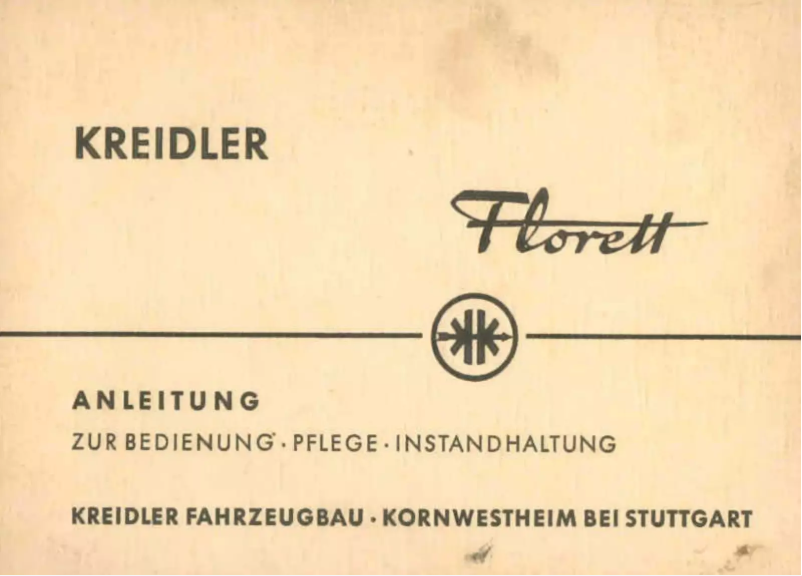 KREIDLER
Florett
ANLEITUNG
ZUR BEDIENUNG · PFLEGE · INSTANDHALTUNG
KREIDLER FAHRZEUGBAU · KORNWESTHEIM BEI STUTTGART